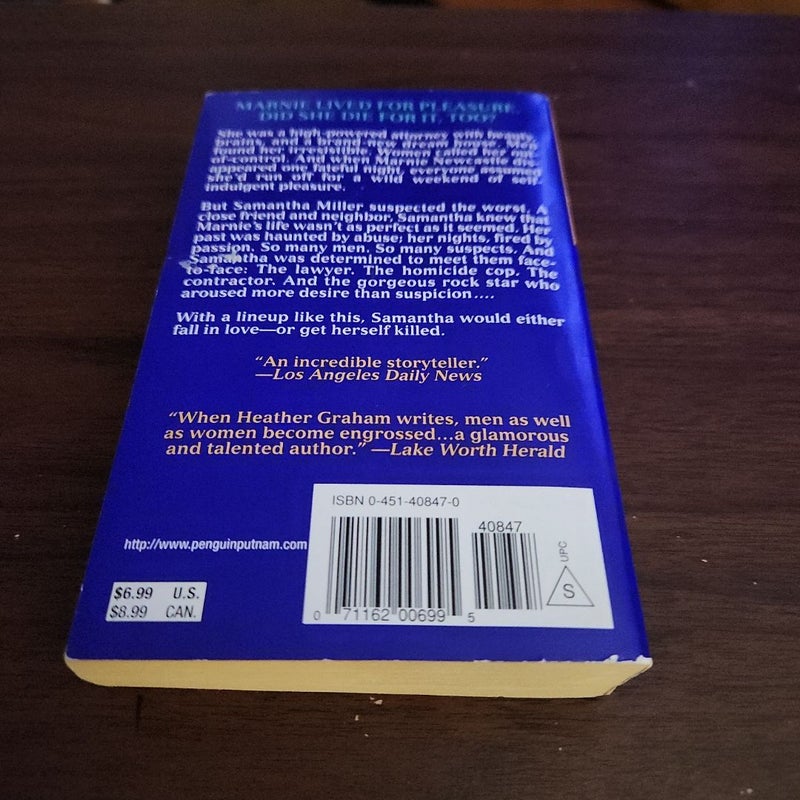 MARNIE LIVED FOR PLEASURE
DID SHE DIE FOR IT, TOO?
She was a high-powered attorney with beauty,
brains, and a brand-new dream house. Men
found her irresistible. Women called her out-
of-control. And when Marnie Newcastle dis-
appeared one fateful night, everyone assumed
she'd run off for a wild weekend of self-
indulgent pleasure.
But Samantha Miller suspected the worst. A
close friend and neighbor, Samantha knew that
Marnie's life wasn't as perfect as it seemed. Her
past was haunted by abuse; her nights, fired by
passion. So many men. So many suspects. And
Samantha was determined to meet them face-
to-face: The lawyer. The homicide cop. The
contractor. And the gorgeous rock star who
aroused more desire than suspicion....
With a lineup like this, Samantha would either
fall in love—or get herself killed.
"An incredible storyteller."
—Los Angeles Daily News
"When Heather Graham writes, men as well
as women become engrossed...a glamorous
and talented author." —Lake Worth Herald
http://www.penguinputnam.com
$6.99 U.S.
$8.99 CAN.
ISBN 0-451-40847-0
40847
0 71162 00699 5
UPC
S